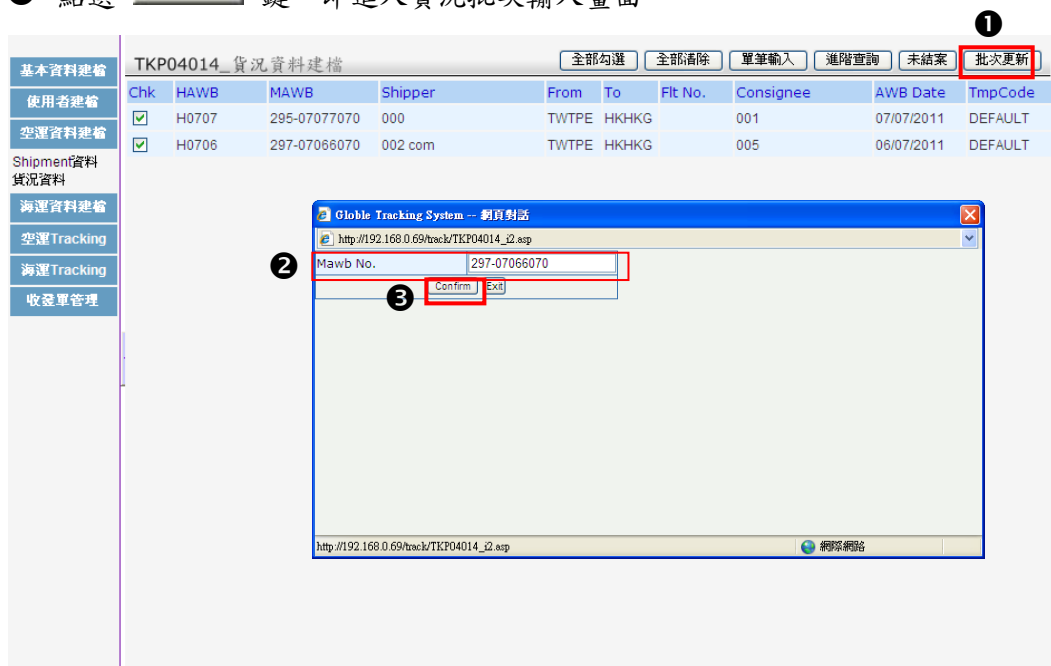 點選 鍵，即進入貨況批次輸入畫面
❶
基本資料建檔
使用者建檔
空運資料建檔
Shipment資料
貨況資料
海運資料建檔
空運Tracking
海運Tracking
收發單管理
TKP04014_貨況資料建檔
全部勾選 全部清除 單筆輸入 進階查詢 未結案 批次更新
Chk HAWB MAWB Shipper From To Flt No. Consignee AWB Date TmpCode
H0707 295-07077070 000 TWTPE HKHKG 001 07/07/2011 DEFAULT
H0706 297-07066070 002 com TWTPE HKHKG 005 06/07/2011 DEFAULT
Globle Tracking System -- 網頁對話
http://192.168.0.69/track/TKP04014_i2.asp
❷ Mawb No. 297-07066070
❸ Confirm Exit
http://192.168.0.69/track/TKP04014_i2.asp 網際網路